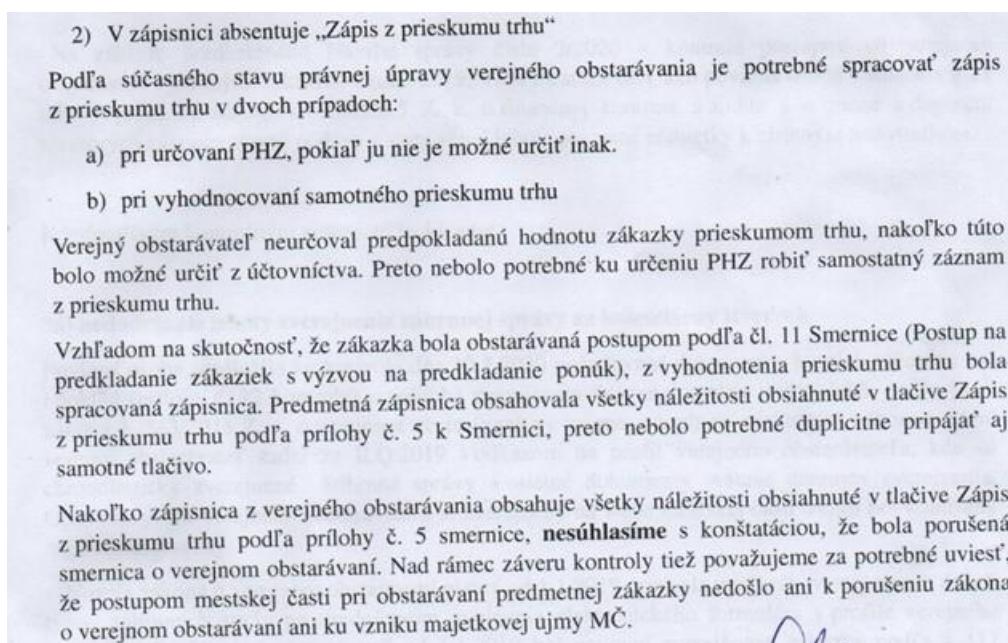 2) V zápisnici absentuje „Zápis z prieskumu trhu“
Podľa súčasného stavu právnej úpravy verejného obstarávania je potrebné spracovať zápis
z prieskumu trhu v dvoch prípadoch:
a) pri určovaní PHZ, pokiaľ ju nie je možné určiť inak.
b) pri vyhodnocovaní samotného prieskumu trhu
Verejný obstarávateľ neurčoval predpokladanú hodnotu zákazky prieskumom trhu, nakoľko túto
bolo možné určiť z účtovníctva. Preto nebolo potrebné ku určeniu PHZ robiť samostatný záznam
z prieskumu trhu.
Vzhľadom na skutočnosť, že zákazka bola obstarávaná postupom podľa čl. 11 Smernice (Postup na
predkladanie zákaziek s výzvou na predkladanie ponúk), z vyhodnotenia prieskumu trhu bola
spracovaná zápisnica. Predmetná zápisnica obsahovala všetky náležitosti obsiahnuté v tlačive Zápis
z prieskumu trhu podľa prílohy č. 5 k Smernici, preto nebolo potrebné duplicitne pripájať aj
samotné tlačivo.
Nakoľko zápisnica z verejného obstarávania obsahuje všetky náležitosti obsiahnuté v tlačive Zápis
z prieskumu trhu podľa prílohy č. 5 smernice, nesúhlasíme s konštatáciou, že bola porušená
smernica o verejnom obstarávaní. Nad rámec záveru kontroly tiež považujeme za potrebné uviesť,
že postupom mestskej časti pri obstarávaní predmetnej zákazky nedošlo ani k porušeniu zákona
o verejnom obstarávaní ani ku vzniku majetkovej ujmy MČ.